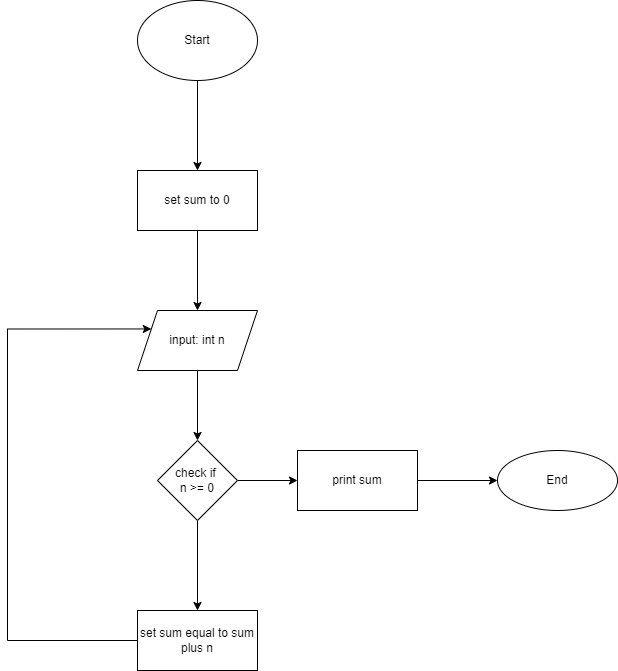 Start
set sum to 0
input: int n
check if
n >= 0
print sum
End
set sum equal to sum
plus n